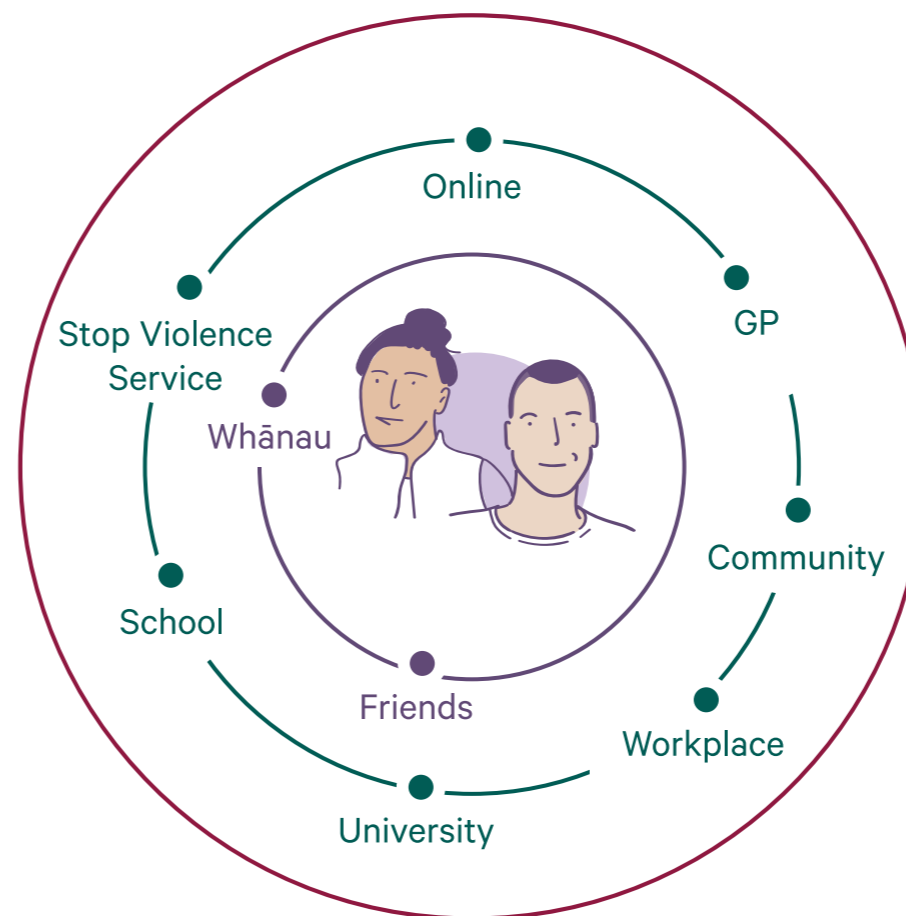 Online
GP
Stop Violence
Service
Whānau
Community
School
Friends
Workplace
University